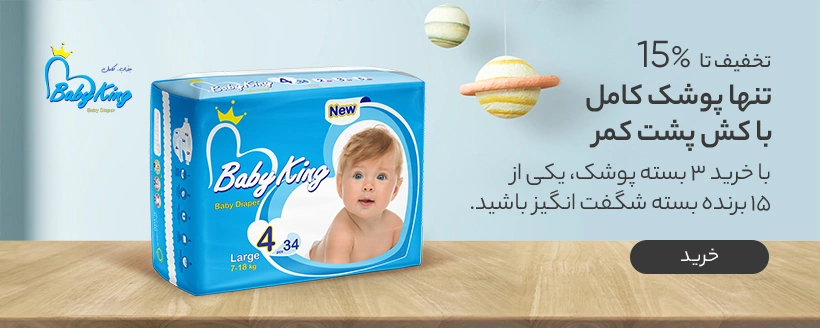 تخفیف تا 15%
تنها پوشک کامل
با کش پشت کمر
با خرید ۳ بسته پوشک، یکی از
۱۵ برنده بسته شگفت انگیز باشید.
خرید
Baby King
Baby Diaper
4
New
Baby King
Baby Diaper
Large 4 34
7-18 kg